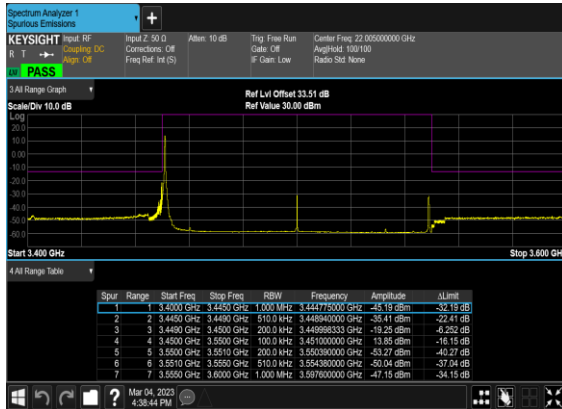 Spectrum Analyzer 1
Spurious Emissions
+
KEYSIGHT Input: RF Input Z: 50 Ω Atten: 10 dB Trig: Free Run Center Freq: 22.005000000 GHz
R T Coupling: DC Corrections: Off Gate: Off Avg|Hold: 100/100
Align: Off Freq Ref: Int (S) IF Gain: Low Radio Std: None
PASS
3 All Range Graph
Ref Lvl Offset 33.51 dB
Scale/Div 10.0 dB Ref Value 30.00 dBm
Log
20.0
10.0
0.00
-10.0
-20.0
-30.0
-40.0
-50.0
-60.0
Start 3.400 GHz Stop 3.600 GH
4 All Range Table
Spur Range Start Freq Stop Freq RBW Frequency Amplitude ΔLimit
1 1 3.4000 GHz 3.4450 GHz 1.000 MHz 3.444775000 GHz -45.19 dBm -32.19 dB
2 2 3.4450 GHz 3.4490 GHz 510.0 kHz 3.448940000 GHz -35.41 dBm -22.41 dB
3 3 3.4490 GHz 3.4500 GHz 200.0 kHz 3.449998333 GHz -19.25 dBm -6.252 dB
4 4 3.4500 GHz 3.5500 GHz 100.0 kHz 3.451000000 GHz 13.85 dBm -16.15 dB
5 5 3.5500 GHz 3.5510 GHz 200.0 kHz 3.550390000 GHz -53.27 dBm -40.27 dB
6 6 3.5510 GHz 3.5550 GHz 510.0 kHz 3.554380000 GHz -50.04 dBm -37.04 dB
7 7 3.5550 GHz 3.6000 GHz 1.000 MHz 3.597600000 GHz -47.15 dBm -34.15 dB
? Mar 04, 2023
4:38:44 PM